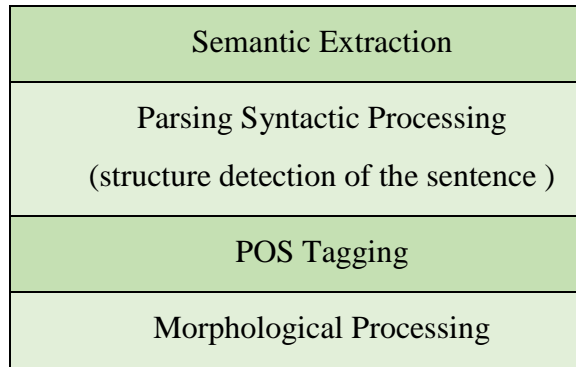 Semantic Extraction
Parsing Syntactic Processing
(structure detection of the sentence )
POS Tagging
Morphological Processing